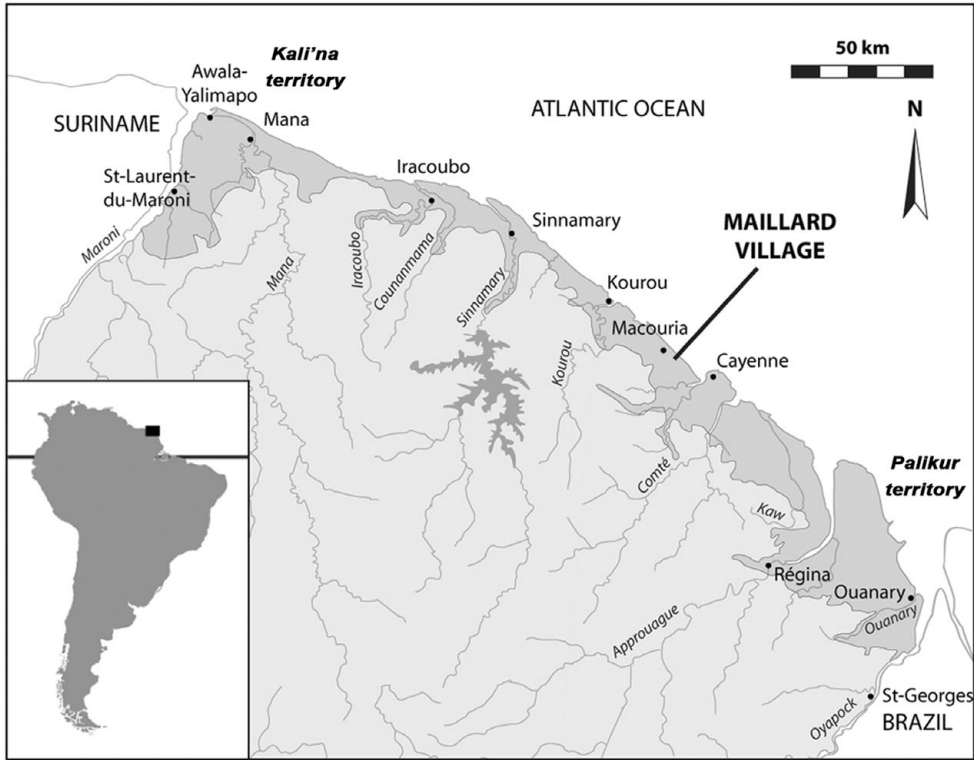 Kali'na
territory
50 km
Awala-
Yalimapo
SURINAME
Mana
ATLANTIC OCEAN
N
St-Laurent-
du-Maroni
Iracoubo
Sinnamary
MAILLARD
VILLAGE
Maroni
Mana
Iracoubo
Counanmama
Sinnamary
Kourou
Macouria
Kourou
Cayenne
Comté
Palikur
territory
Kaw
Régina
Ouanary
Ouanary
Approuague
Oyapock
St-Georges
BRAZIL